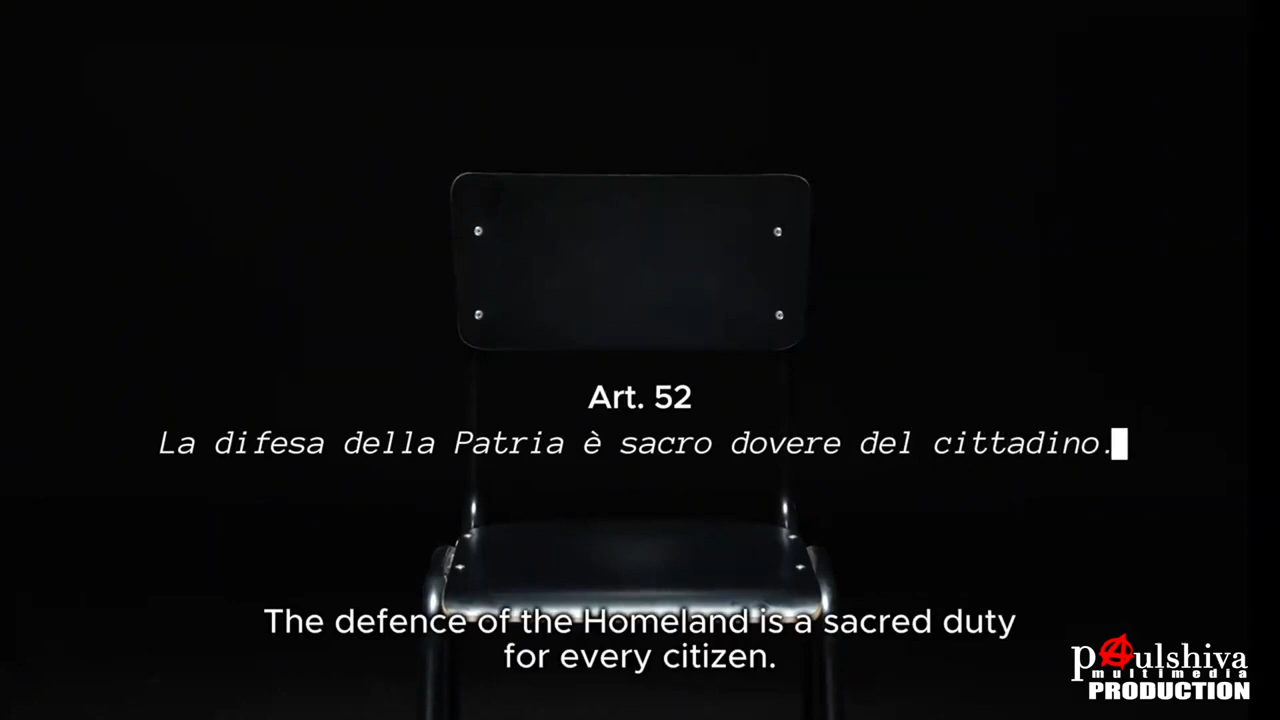 Art. 52
La difesa della Patria è sacro dovere del cittadino.
The defence of the Homeland is a sacred duty
for every citizen.
pAulshiva
multimedia
PRODUCTION